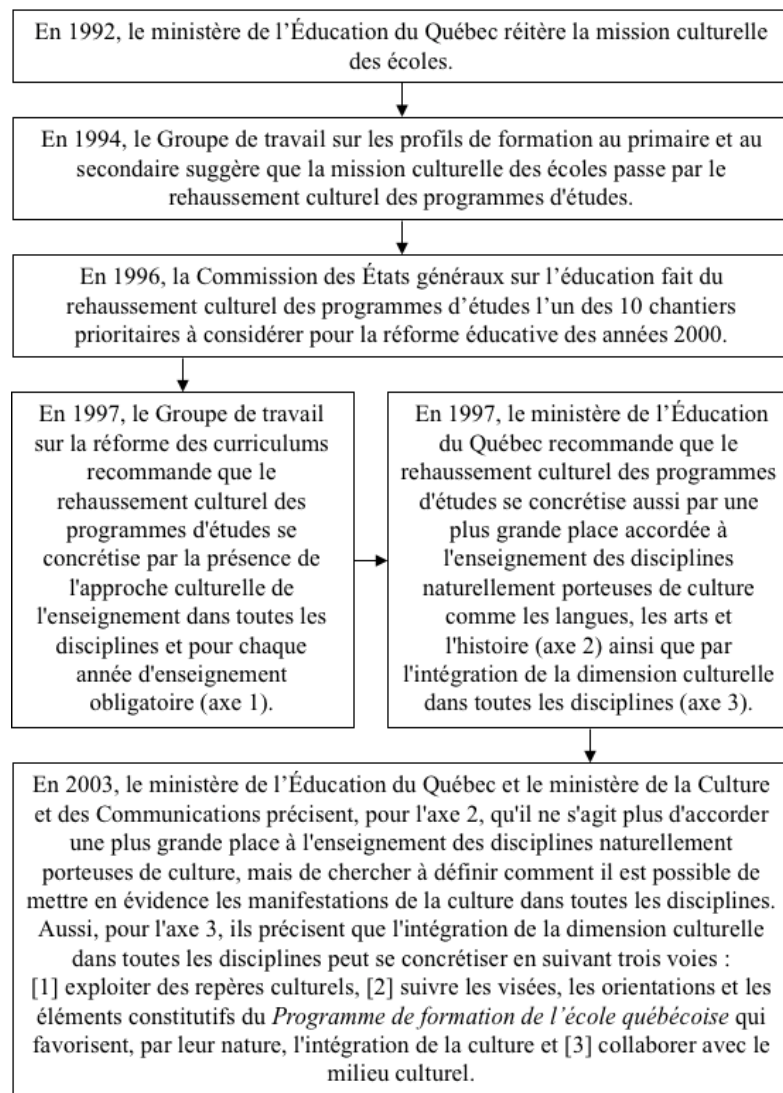 En 1992, le ministère de l’Éducation du Québec réitère la mission culturelle
des écoles.
En 1994, le Groupe de travail sur les profils de formation au primaire et au
secondaire suggère que la mission culturelle des écoles passe par le
rehaussement culturel des programmes d'études.
En 1996, la Commission des États généraux sur l’éducation fait du
rehaussement culturel des programmes d’études l’un des 10 chantiers
prioritaires à considérer pour la réforme éducative des années 2000.
En 1997, le Groupe de travail
sur la réforme des curriculums
recommande que le
rehaussement culturel des
programmes d'études se
concrétise par la présence de
l'approche culturelle de
l'enseignement dans toutes les
disciplines et pour chaque
année d'enseignement
obligatoire (axe 1).
En 1997, le ministère de l’Éducation
du Québec recommande que le
rehaussement culturel des programmes
d'études se concrétise aussi par une
plus grande place accordée à
l'enseignement des disciplines
naturellement porteuses de culture
comme les langues, les arts et
l'histoire (axe 2) ainsi que par
l'intégration de la dimension culturelle
dans toutes les disciplines (axe 3).
En 2003, le ministère de l’Éducation du Québec et le ministère de la Culture
et des Communications précisent, pour l'axe 2, qu'il ne s'agit plus d'accorder
une plus grande place à l'enseignement des disciplines naturellement
porteuses de culture, mais de chercher à définir comment il est possible de
mettre en évidence les manifestations de la culture dans toutes les disciplines.
Aussi, pour l'axe 3, ils précisent que l'intégration de la dimension culturelle
dans toutes les disciplines peut se concrétiser en suivant trois voies :
[1] exploiter des repères culturels, [2] suivre les visées, les orientations et les
éléments constitutifs du Programme de formation de l’école québécoise qui
favorisent, par leur nature, l'intégration de la culture et [3] collaborer avec le
milieu culturel.